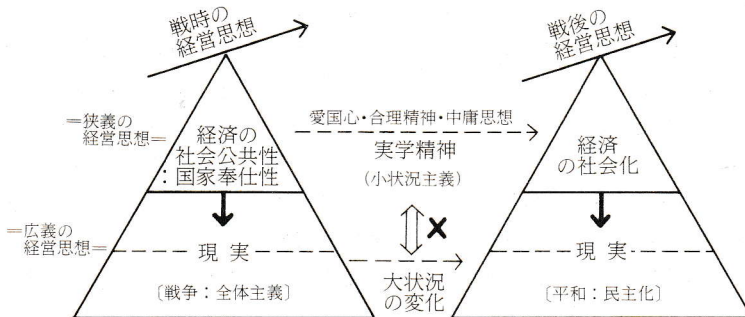 戦時の
経営思想
戦後の
経営思想
=狭義の
経営思想=
経済の
社会公共性
:国家奉仕性
愛国心・合理精神・中庸思想
実学精神
(小状況主義)
経済
の社会化
=広義の
経営思想=
現実
〔戦争:全体主義〕
大状況
の変化
現実
〔平和:民主化〕